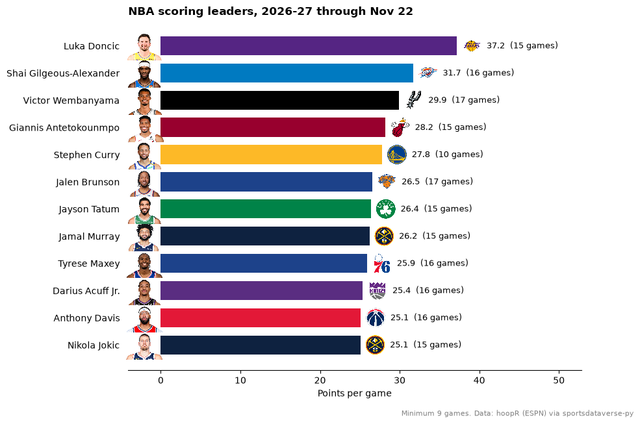 NBA scoring leaders, 2026-27 through Nov 22
Luka Doncic 37.2 (15 games)
Shai Gilgeous-Alexander 31.7 (16 games)
Victor Wembanyama 29.9 (17 games)
Giannis Antetokounmpo 28.2 (15 games)
Stephen Curry 27.8 (10 games)
Jalen Brunson 26.5 (17 games)
Jayson Tatum 26.4 (15 games)
Jamal Murray 26.2 (15 games)
Tyrese Maxey 25.9 (16 games)
Darius Acuff Jr. 25.4 (16 games)
Anthony Davis 25.1 (16 games)
Nikola Jokic 25.1 (15 games)
0 10 20 30 40 50
Points per game
Minimum 9 games. Data: hoopR (ESPN) via sportsdataverse-py